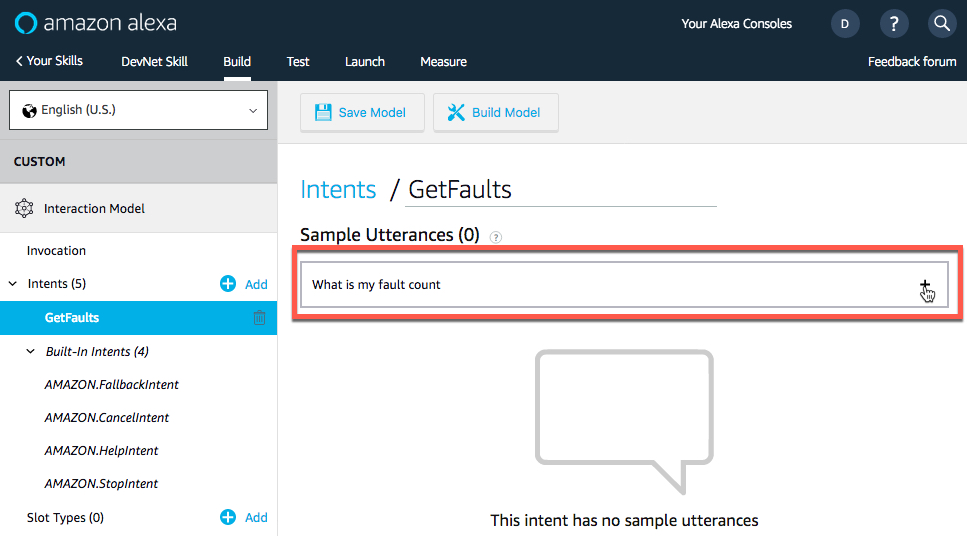 amazon alexa
Your Alexa Consoles
D
?
Your Skills
DevNet Skill
Build
Test
Launch
Measure
Feedback forum
English (U.S.)
Save Model
Build Model
CUSTOM
Interaction Model
Intents / GetFaults
Sample Utterances (0) ?
Invocation
Intents (5)
Add
What is my fault count
GetFaults
Built-In Intents (4)
AMAZON.FallbackIntent
AMAZON.CancelIntent
AMAZON.HelpIntent
AMAZON.StopIntent
Slot Types (0)
Add
This intent has no sample utterances